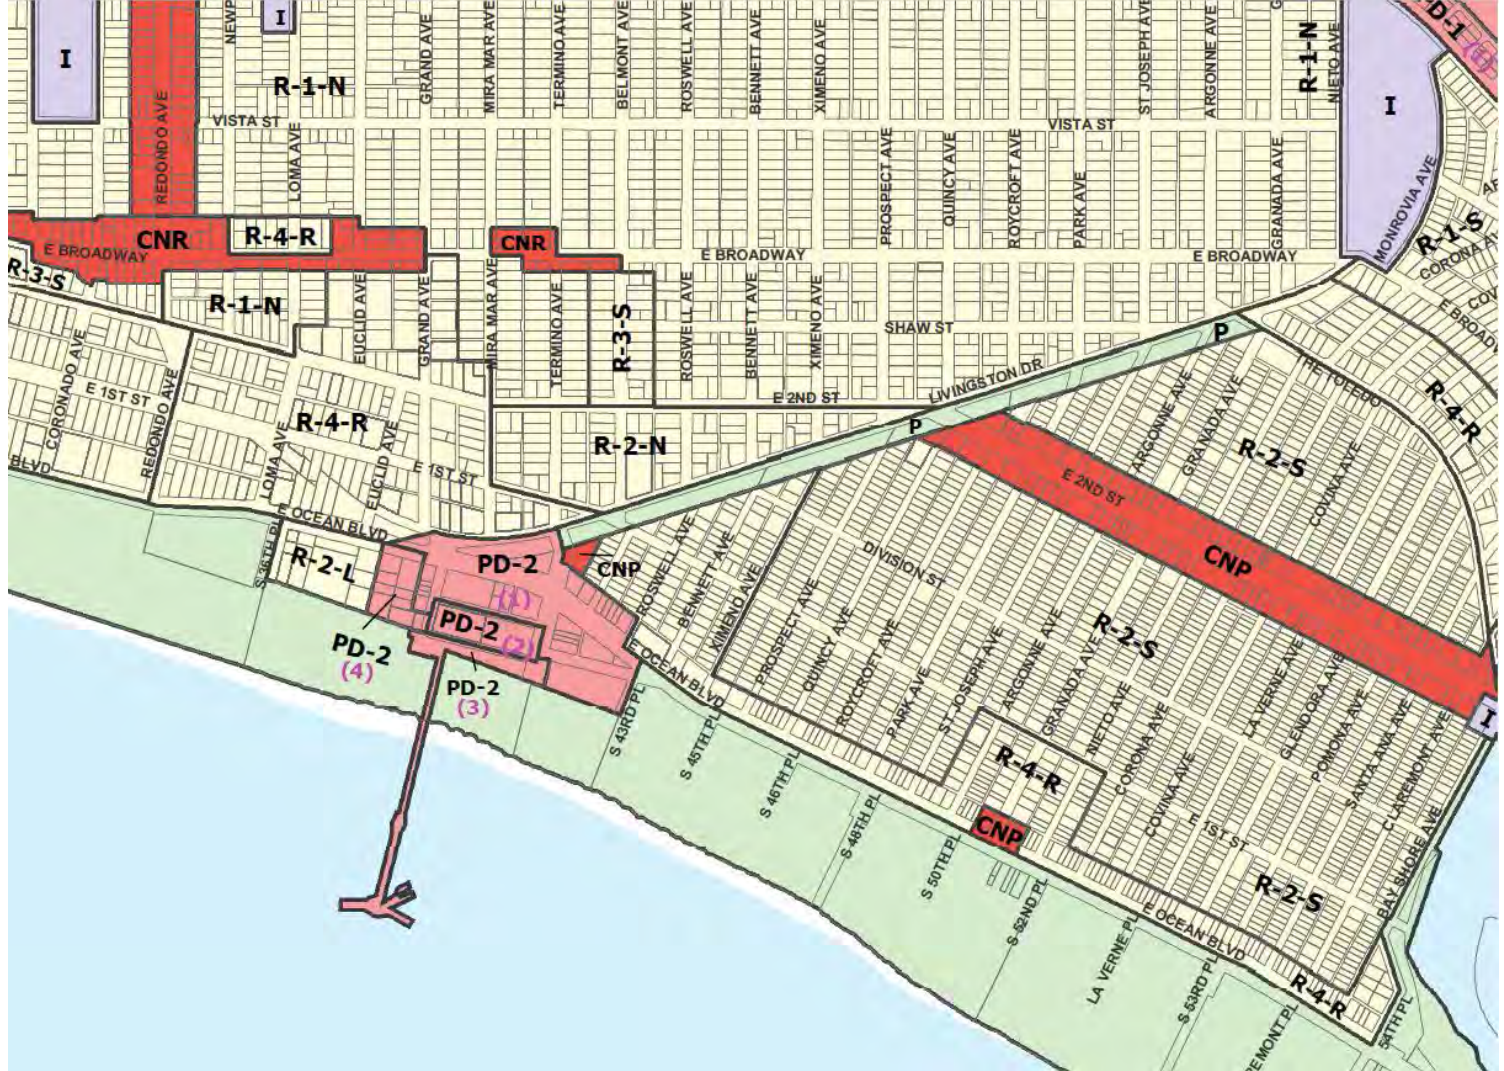 I
I
NEWP
R-1-N
GRAND AVE
MIRA MAR AVE
TERMINO AVE
BELMONT AVE
ROSWELL AVE
BENNETT AVE
XIMENO AVE
ST JOSEPH AVE
ARGONNE AVE
G
R-1-N
NIETO AVE
I
PD-1
REDONDO AVE
VISTA ST
LOMA AVE
VISTA ST
PROSPECT AVE
QUINCY AVE
ROYCROFT AVE
PARK AVE
GRANADA AVE
MONROVIA AVE
R-1-S
CORONA AV
COV
E BROADW
CNR
R-4-R
CNR
E BROADWAY
E BROADWAY
E BROADWAY
R-3-S
R-1-N
EUCLID AVE
GRAND AVE
MIRA MAR AVE
TERMINO AVE
R-3-S
ROSWELL AVE
BENNETT AVE
XIMENO AVE
SHAW ST
P
THE TOLEDO
R-4-R
CORONADO AVE
E 1ST ST
REDONDO AVE
BLVD
R-4-R
LOMA AVE
EUCLID AVE
E 1ST ST
R-2-N
E 2ND ST
LIVINGSTON DR
P
ARGONNE AVE
GRANADA AVE
R-2-S
COVINA AVE
E 2ND ST
CNP
E OCEAN BLVD
S 36TH PL
R-2-L
PD-2
(1)
CNP
PD-2
(2)
PD-2
(4)
PD-2
(3)
ROSWELL AVE
BENNETT AVE
XIMENO AVE
DIVISION ST
E OCEAN BLVD
PROSPECT AVE
QUINCY AVE
ROYCROFT AVE
PARK AVE
ST JOSEPH AVE
ARGONNE AVE
R-2-S
GRANADA AVE
NIETO AVE
CORONA AVE
COVINA AVE
LA VERNE AVE
GLENDORA AVE
POMONA AVE
SANTA ANA AVE
CLAREMONT AVE
I
S 43RD PL
S 45TH PL
S 46TH PL
S 48TH PL
S 50TH PL
S 52ND PL
R-4-R
CNP
E 1ST ST
R-2-S
BAY SHORE AVE
E OCEAN BLVD
LA VERNE PL
S 53RD PL
R-4-R
54TH PL
REMONT PL